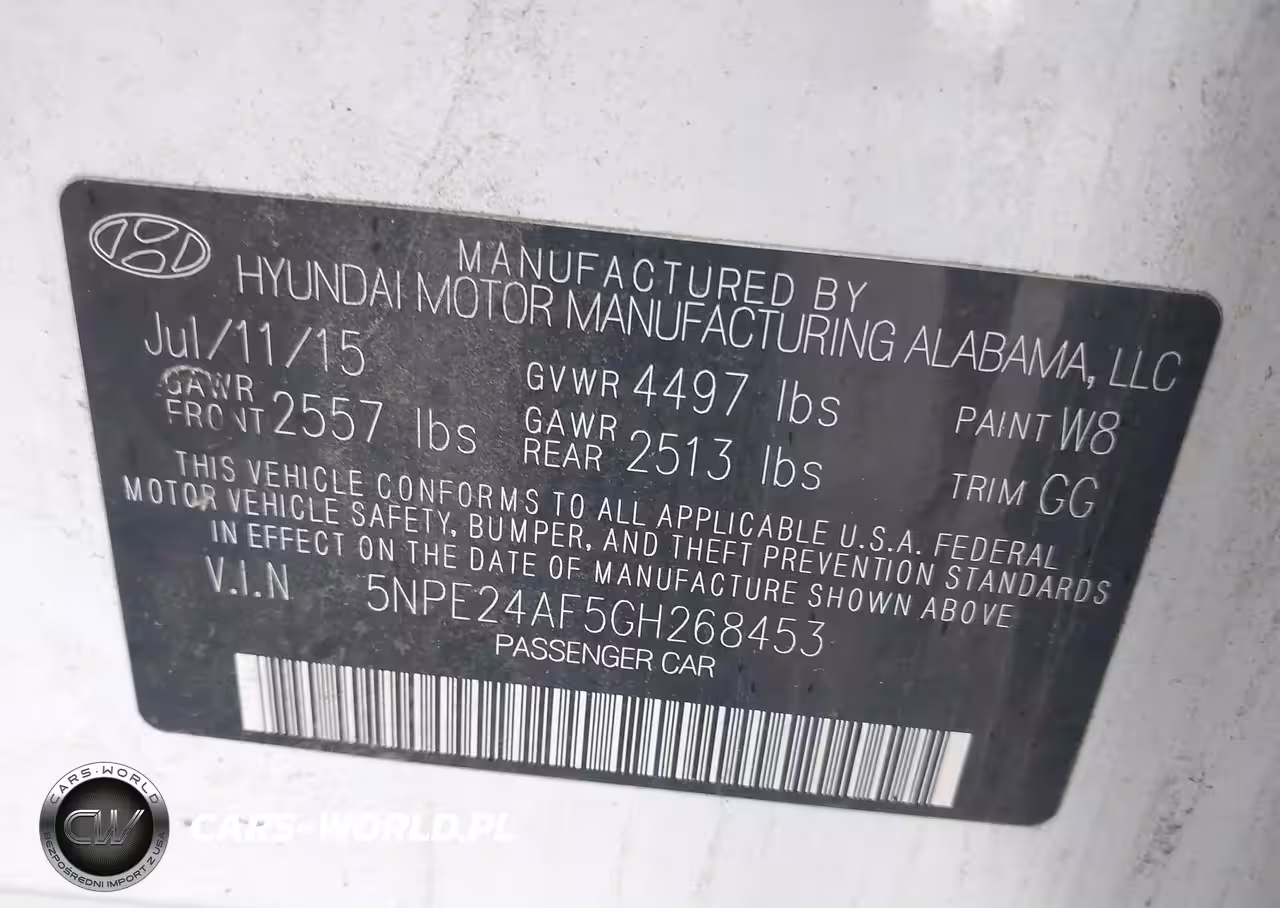 MANUFACTURED BY
HYUNDAI MOTOR MANUFACTURING ALABAMA, LLC
Jul/11/15
GVWR 4497 lbs
PAINT W8
GAWR FRONT 2557 lbs
GAWR REAR 2513 lbs
TRIM GG
THIS VEHICLE CONFORMS TO ALL APPLICABLE U.S.A. FEDERAL
MOTOR VEHICLE SAFETY, BUMPER, AND THEFT PREVENTION STANDARDS
IN EFFECT ON THE DATE OF MANUFACTURE SHOWN ABOVE
V.I.N 5NPE24AF5GH268453
PASSENGER CAR
CARS-WORLD
CW
BEZPOŚREDNI IMPORT Z USA
CARS-WORLD.PL